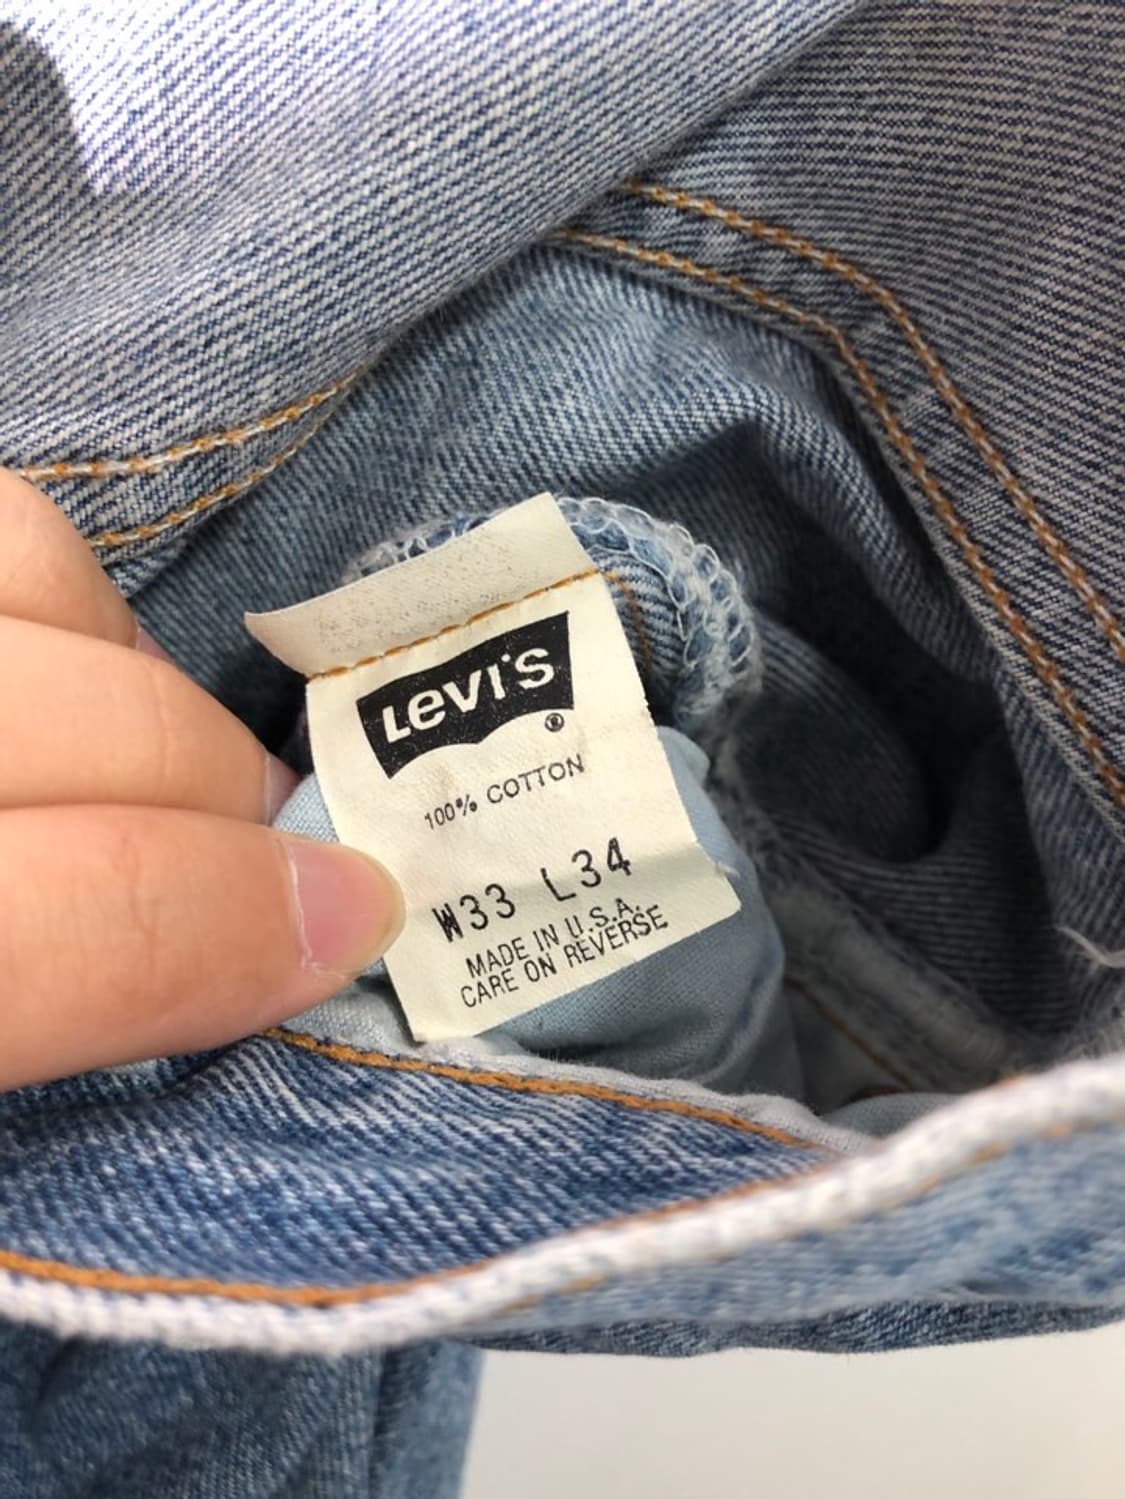 LEVI'S
®
100% COTTON
W33 L34
MADE IN U.S.A.
CARE ON REVERSE